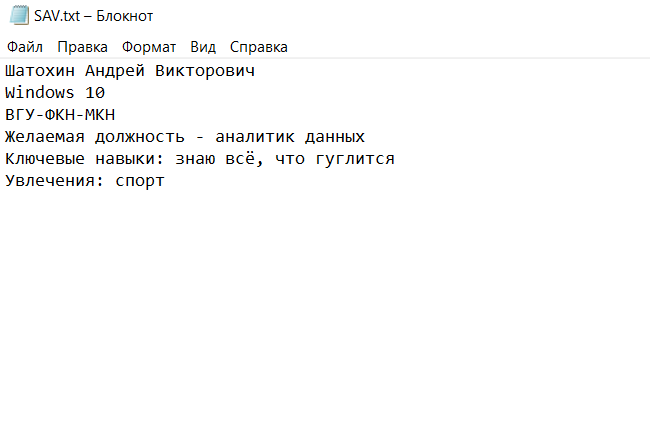 SAV.txt – Блокнот
Файл Правка Формат Вид Справка
Шатохин Андрей Викторович
Windows 10
ВГУ-ФКН-МКН
Желаемая должность - аналитик данных
Ключевые навыки: знаю всё, что гуглится
Увлечения: спорт